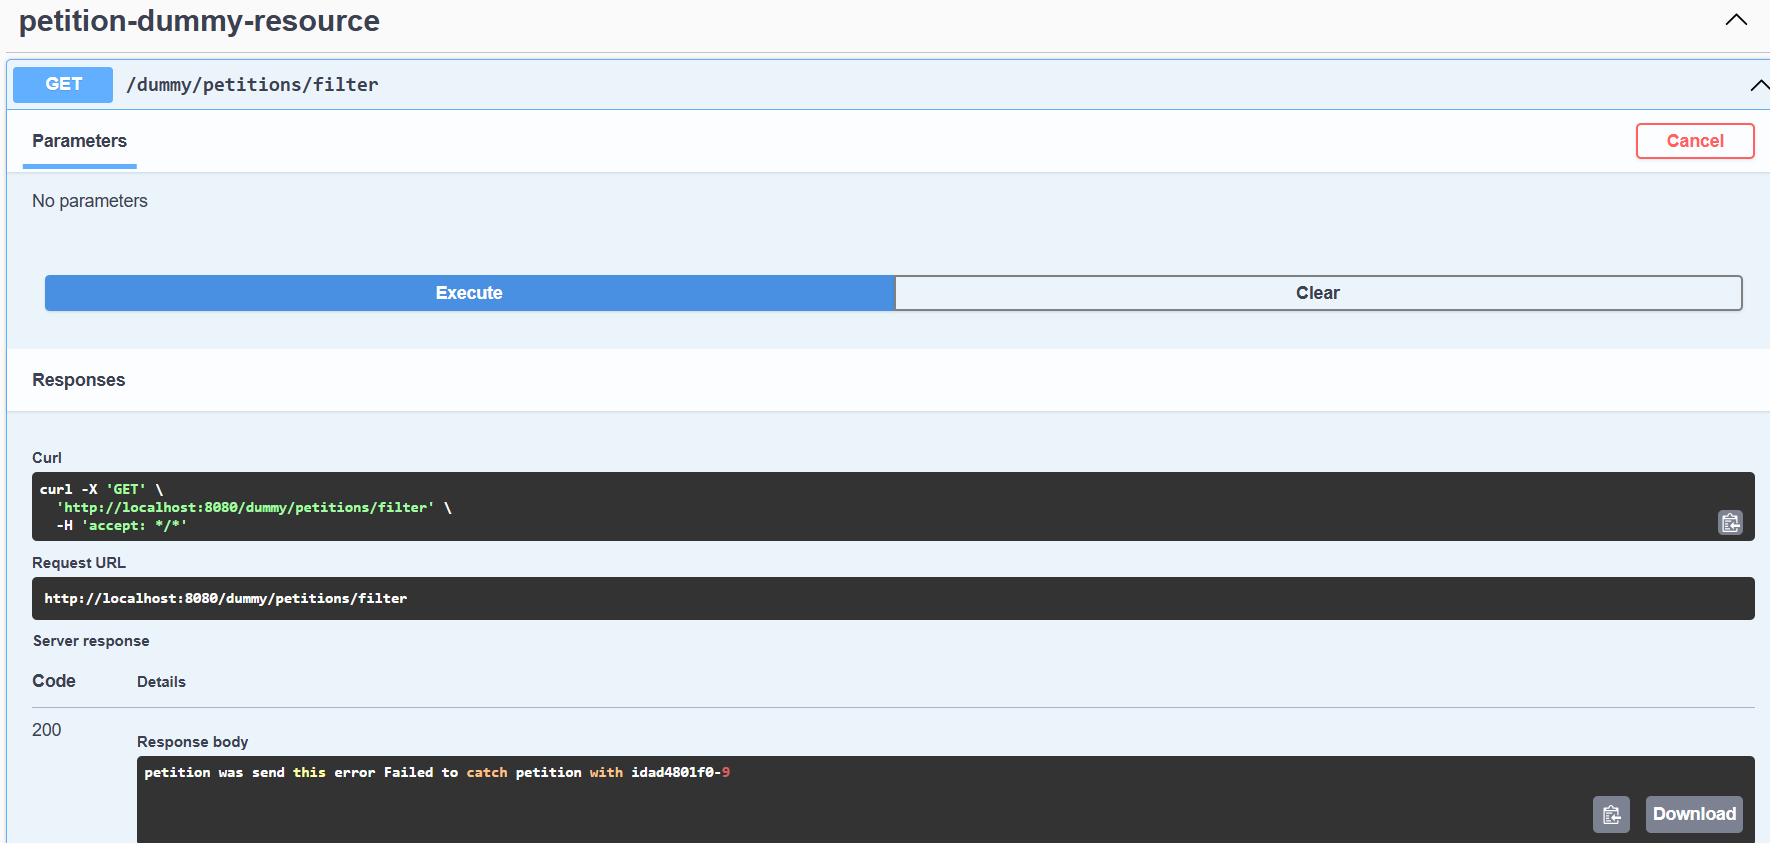 petition-dummy-resource
GET /dummy/petitions/filter
Parameters
Cancel
No parameters
Execute
Clear
Responses
Curl
curl -X 'GET' \
'http://localhost:8080/dummy/petitions/filter' \
-H 'accept: */*'
Request URL
http://localhost:8080/dummy/petitions/filter
Server response
Code Details
200
Response body
petition was send this error Failed to catch petition with idad4801f0-9
Download